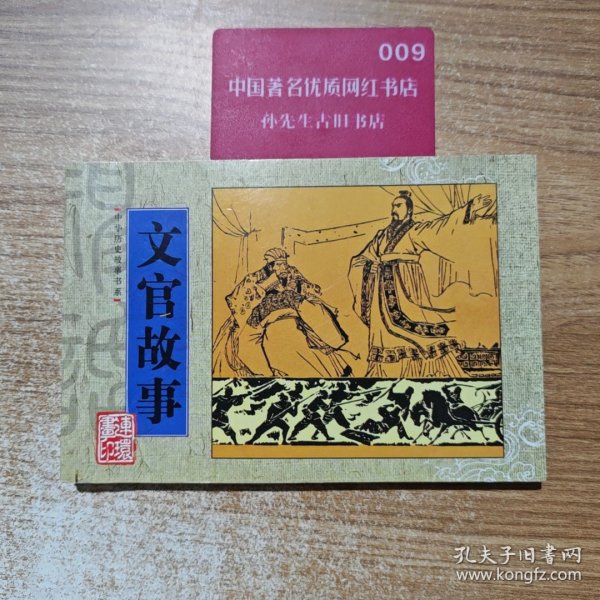 009
中国著名优质网红书店
孙先生古旧书店
中华历史故事书系
文官故事
連環
畫印
孔夫子旧书网
www.kongfz.com